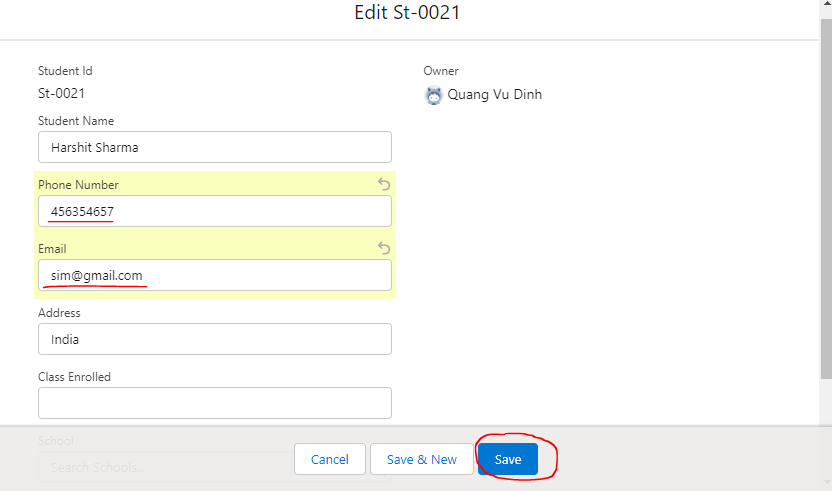 Edit St-0021
Student Id
St-0021
Owner
Quang Vu Dinh
Student Name
Harshit Sharma
Phone Number
456354657
Email
sim@gmail.com
Address
India
Class Enrolled
School
Search Schools...
Cancel
Save & New
Save